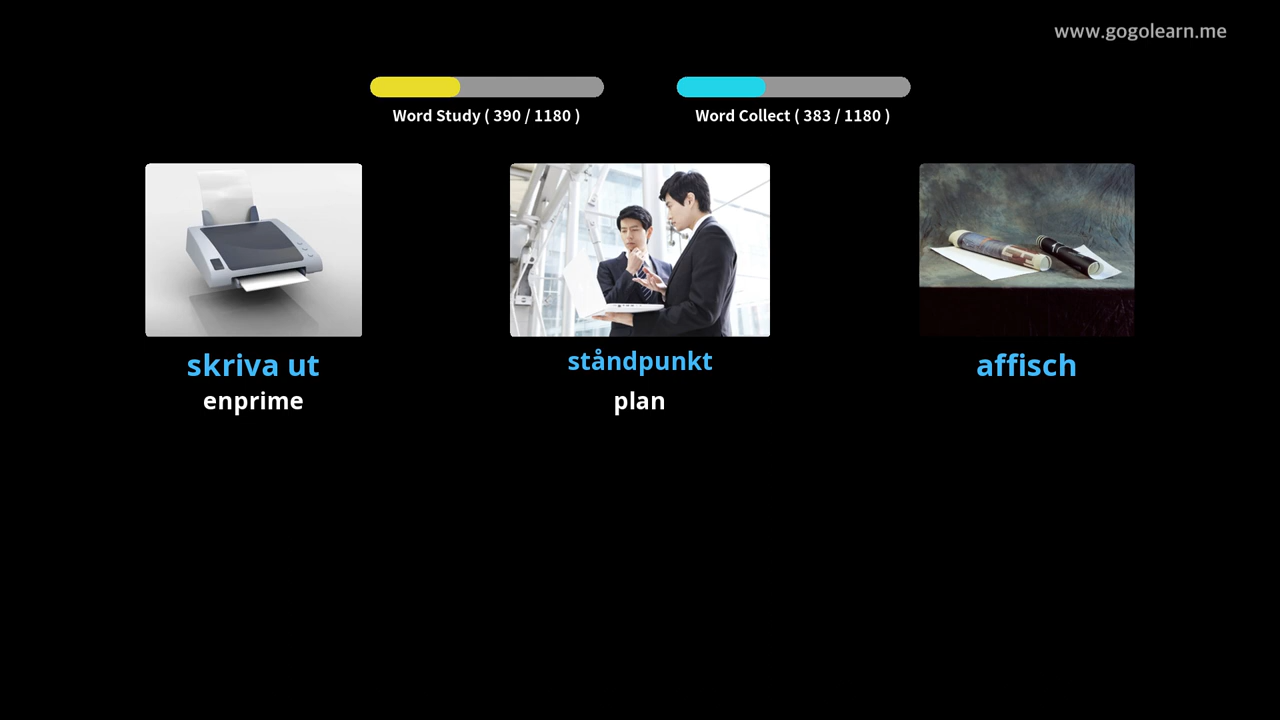 www.gogolearn.me
Word Study ( 390 / 1180 )
Word Collect ( 383 / 1180 )
skriva ut
enprime
ståndpunkt
plan
affisch